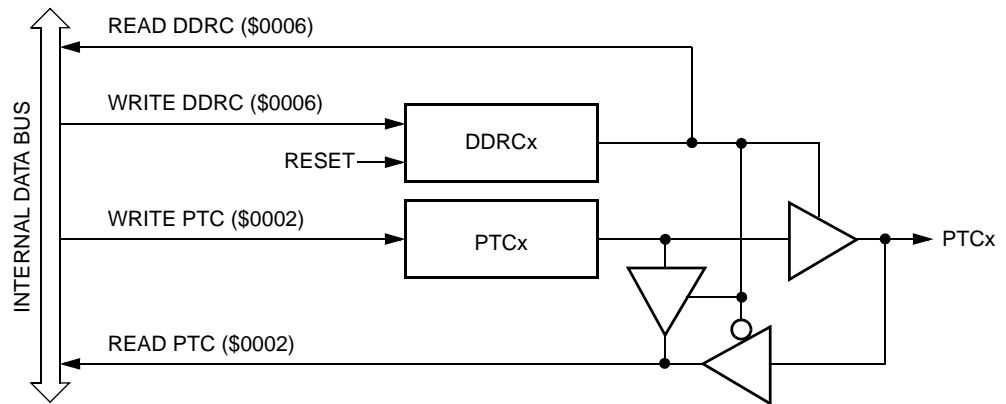 READ DDRC ($0006)
WRITE DDRC ($0006)
DDRCx
RESET
WRITE PTC ($0002)
PTCx
PTCx
READ PTC ($0002)
INTERNAL DATA BUS